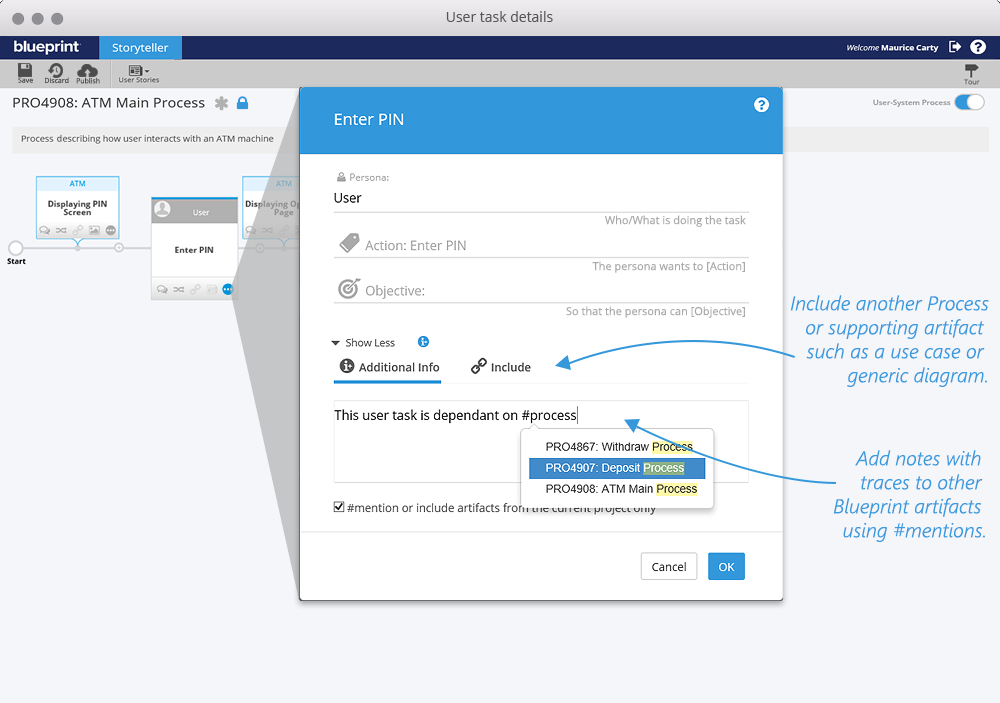 User task details
blueprint
Storyteller
Welcome Maurice Carty
Save
Discard
Publish
User Stories
Tour
PRO4908: ATM Main Process
User-System Process
Process describing how user interacts with an ATM machine
ATM
Displaying PIN
Screen
User
Enter PIN
ATM
Displaying Op
Page
Start
Enter PIN
?
Persona:
User
Who/What is doing the task
Action: Enter PIN
The persona wants to [Action]
Objective:
So that the persona can [Objective]
Show Less
Additional Info
Include
This user task is dependant on #process
PRO4867: Withdraw Process
PRO4907: Deposit Process
PRO4908: ATM Main Process
#mention or include artifacts from the current project only
Cancel
OK
Include another Process
or supporting artifact
such as a use case or
generic diagram.
Add notes with
traces to other
Blueprint artifacts
using #mentions.